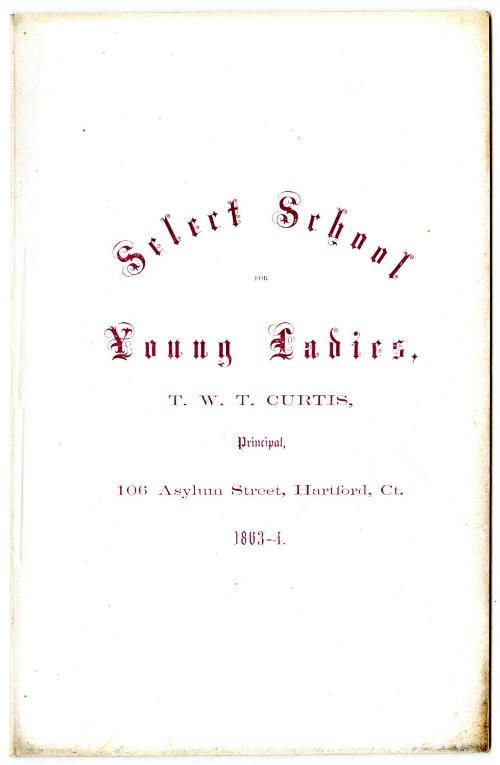 Select School
FOR
Young Ladies,
T. W. T. CURTIS,
Principal,
106 Asylum Street, Hartford, Ct.
1863-4.